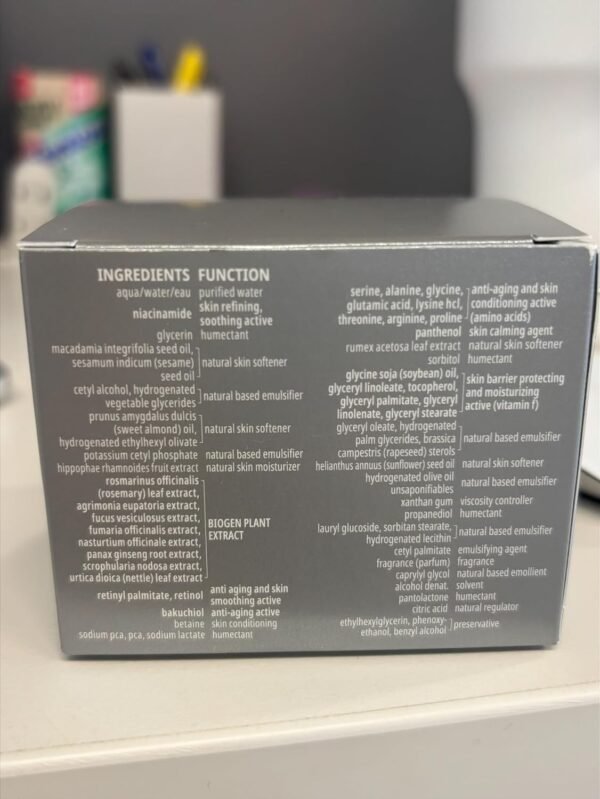 INGREDIENTS FUNCTION
aqua/water/eau purified water
niacinamide skin refining,
soothing active
glycerin humectant
macadamia integrifolia seed oil,
sesamum indicum (sesame) natural skin softener
seed oil
cetyl alcohol, hydrogenated natural based emulsifier
vegetable glycerides
prunus amygdalus dulcis
(sweet almond) oil, natural skin softener
hydrogenated ethylhexyl olivate
potassium cetyl phosphate natural based emulsifier
hippophae rhamnoides fruit extract natural skin moisturizer
rosmarinus officinalis
(rosemary) leaf extract,
agrimonia eupatoria extract,
fucus vesiculosus extract, BIOGEN PLANT
fumaria officinalis extract, EXTRACT
nasturtium officinale extract,
panax ginseng root extract,
scrophularia nodosa extract,
urtica dioica (nettle) leaf extract
retinyl palmitate, retinol anti aging and skin
smoothing active
bakuchiol anti-aging active
betaine skin conditioning
sodium pca, pca, sodium lactate humectant
serine, alanine, glycine, anti-aging and skin
glutamic acid, lysine hcl, conditioning active
threonine, arginine, proline (amino acids)
panthenol skin calming agent
rumex acetosa leaf extract natural skin softener
sorbitol humectant
glycine soja (soybean) oil, skin barrier protecting
glyceryl linoleate, tocopherol, and moisturizing
glyceryl palmitate, glyceryl active (vitamin f)
linolenate, glyceryl stearate
glyceryl oleate, hydrogenated
palm glycerides, brassica natural based emulsifier
campestris (rapeseed) sterols
helianthus annuus (sunflower) seed oil natural skin softener
hydrogenated olive oil natural based emulsifier
unsaponifiables
xanthan gum viscosity controller
propanediol humectant
lauryl glucoside, sorbitan stearate, natural based emulsifier
hydrogenated lecithin
cetyl palmitate emulsifying agent
fragrance (parfum) fragrance
caprylyl glycol natural based emollient
alcohol denat. solvent
pantolactone humectant
citric acid natural regulator
ethylhexylglycerin, phenoxy- preservative
ethanol, benzyl alcohol